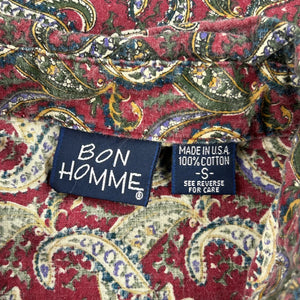 BON
HOMME®
MADE IN U.S.A.
100% COTTON
-S-
SEE REVERSE
FOR CARE